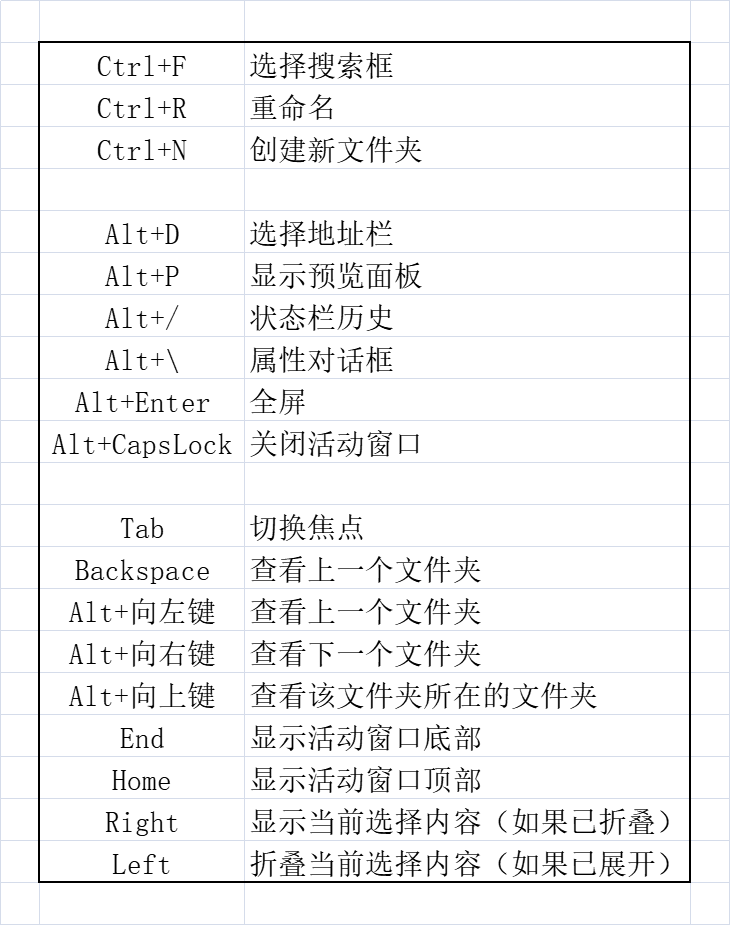 Ctrl+F 选择搜索框
Ctrl+R 重命名
Ctrl+N 创建新文件夹
Alt+D 选择地址栏
Alt+P 显示预览面板
Alt+/ 状态栏历史
Alt+\ 属性对话框
Alt+Enter 全屏
Alt+CapsLock 关闭活动窗口
Tab 切换焦点
Backspace 查看上一个文件夹
Alt+向左键 查看上一个文件夹
Alt+向右键 查看下一个文件夹
Alt+向上键 查看该文件夹所在的文件夹
End 显示活动窗口底部
Home 显示活动窗口顶部
Right 显示当前选择内容（如果已折叠）
Left 折叠当前选择内容（如果已展开）